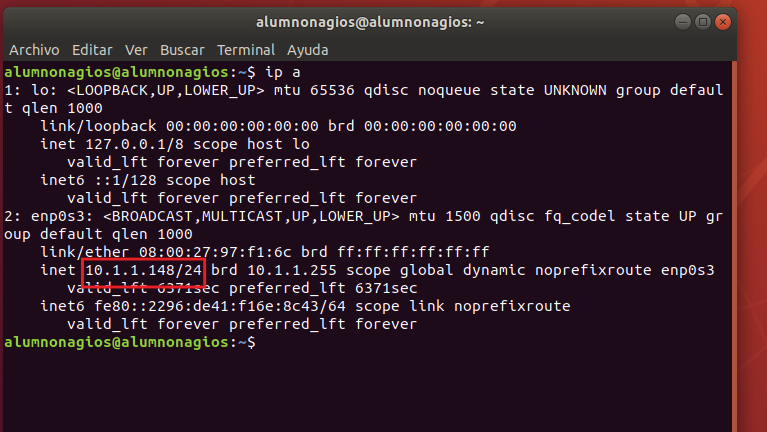 alumnonagios@alumnonagios: ~
Archivo Editar Ver Buscar Terminal Ayuda
alumnonagios@alumnonagios:~$ ip a
1: lo: <LOOPBACK,UP,LOWER_UP> mtu 65536 qdisc noqueue state UNKNOWN group defaul
t qlen 1000
    link/loopback 00:00:00:00:00:00 brd 00:00:00:00:00:00
    inet 127.0.0.1/8 scope host lo
       valid_lft forever preferred_lft forever
    inet6 ::1/128 scope host
       valid_lft forever preferred_lft forever
2: enp0s3: <BROADCAST,MULTICAST,UP,LOWER_UP> mtu 1500 qdisc fq_codel state UP gr
oup default qlen 1000
    link/ether 08:00:27:97:f1:6c brd ff:ff:ff:ff:ff:ff
    inet 10.1.1.148/24 brd 10.1.1.255 scope global dynamic noprefixroute enp0s3
       valid_lft 6371sec preferred_lft 6371sec
    inet6 fe80::2296:de41:f16e:8c43/64 scope link noprefixroute
       valid_lft forever preferred_lft forever
alumnonagios@alumnonagios:~$